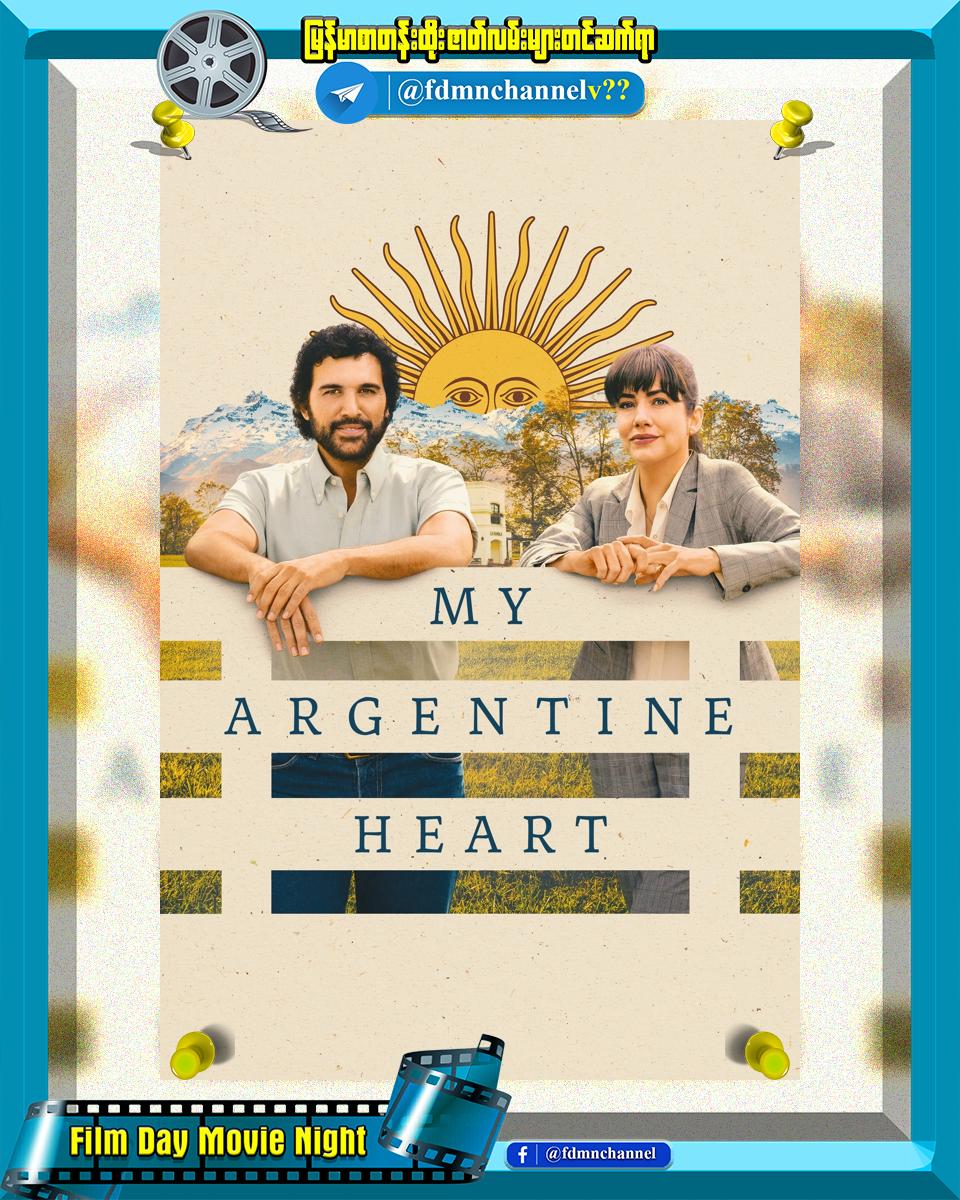 မြန်မာစာတန်းထိုးဇာတ်လမ်းများတင်ဆက်ရာ
@fdmnchannelv??
MY
ARGENTINE
HEART
Film Day Movie Night
@fdmnchannel